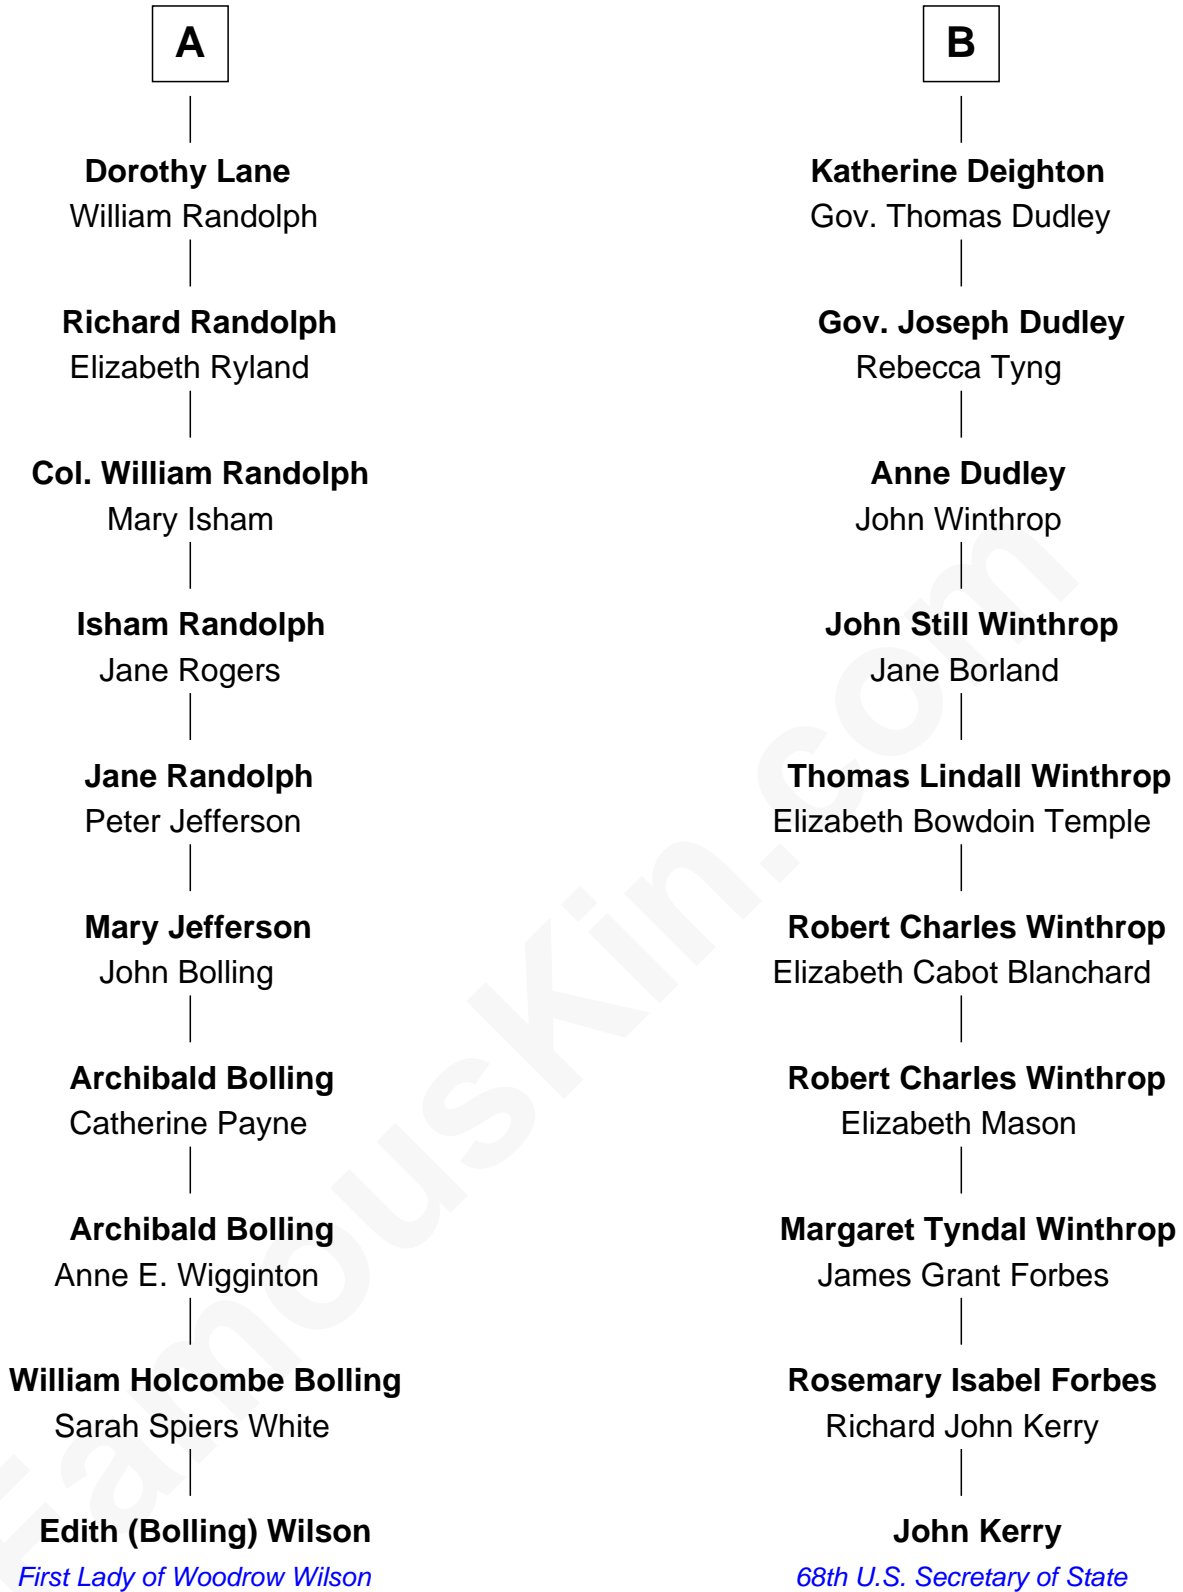 A
Dorothy Lane
William Randolph
Richard Randolph
Elizabeth Ryland
Col. William Randolph
Mary Isham
Isham Randolph
Jane Rogers
Jane Randolph
Peter Jefferson
Mary Jefferson
John Bolling
Archibald Bolling
Catherine Payne
Archibald Bolling
Anne E. Wigginton
William Holcombe Bolling
Sarah Spiers White
Edith (Bolling) Wilson
First Lady of Woodrow Wilson
B
Katherine Deighton
Gov. Thomas Dudley
Gov. Joseph Dudley
Rebecca Tyng
Anne Dudley
John Winthrop
John Still Winthrop
Jane Borland
Thomas Lindall Winthrop
Elizabeth Bowdoin Temple
Robert Charles Winthrop
Elizabeth Cabot Blanchard
Robert Charles Winthrop
Elizabeth Mason
Margaret Tyndal Winthrop
James Grant Forbes
Rosemary Isabel Forbes
Richard John Kerry
John Kerry
68th U.S. Secretary of State
FamousKin.com